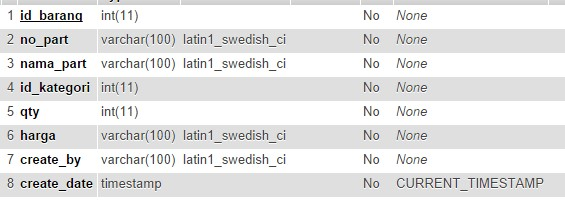 1 id_barang int(11) No None
2 no_part varchar(100) latin1_swedish_ci No None
3 nama_part varchar(100) latin1_swedish_ci No None
4 id_kategori int(11) No None
5 qty int(11) No None
6 harga varchar(100) latin1_swedish_ci No None
7 create_by varchar(100) latin1_swedish_ci No None
8 create_date timestamp No CURRENT_TIMESTAMP